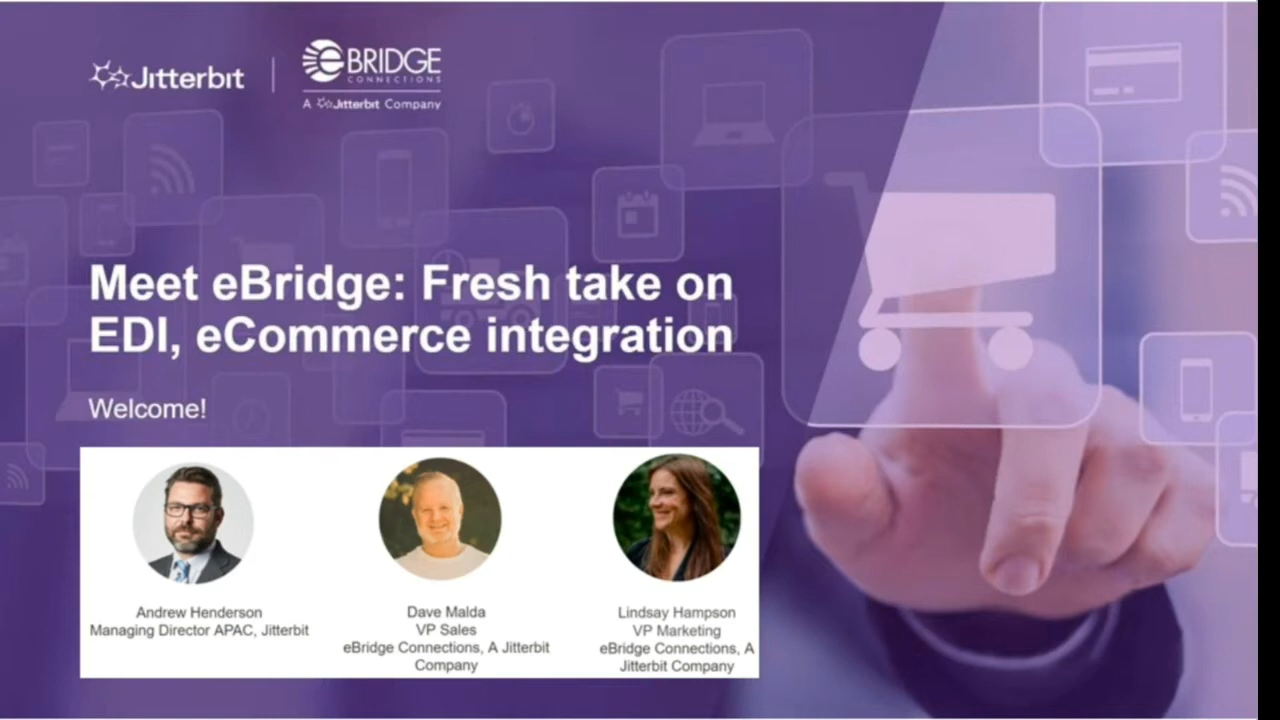 Jitterbit
eBRIDGE
CONNECTIONS
A Jitterbit Company
Meet eBridge: Fresh take on
EDI, eCommerce integration
Welcome!
Andrew Henderson
Managing Director APAC, Jitterbit
Dave Malda
VP Sales
eBridge Connections, A Jitterbit
Company
Lindsay Hampson
VP Marketing
eBridge Connections, A
Jitterbit Company